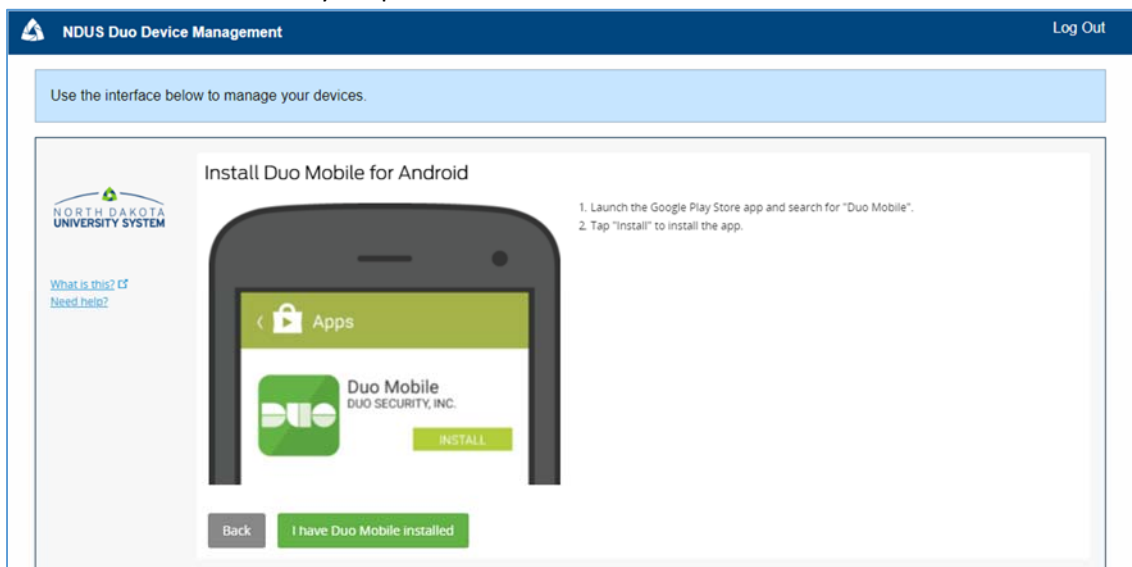 NDUS Duo Device Management
Log Out
Use the interface below to manage your devices.
NORTH DAKOTA
UNIVERSITY SYSTEM
What is this?
Need help?
Install Duo Mobile for Android
Apps
Duo Mobile
DUO SECURITY, INC.
DUO
INSTALL
1. Launch the Google Play Store app and search for "Duo Mobile".
2. Tap "Install" to install the app.
Back
I have Duo Mobile installed